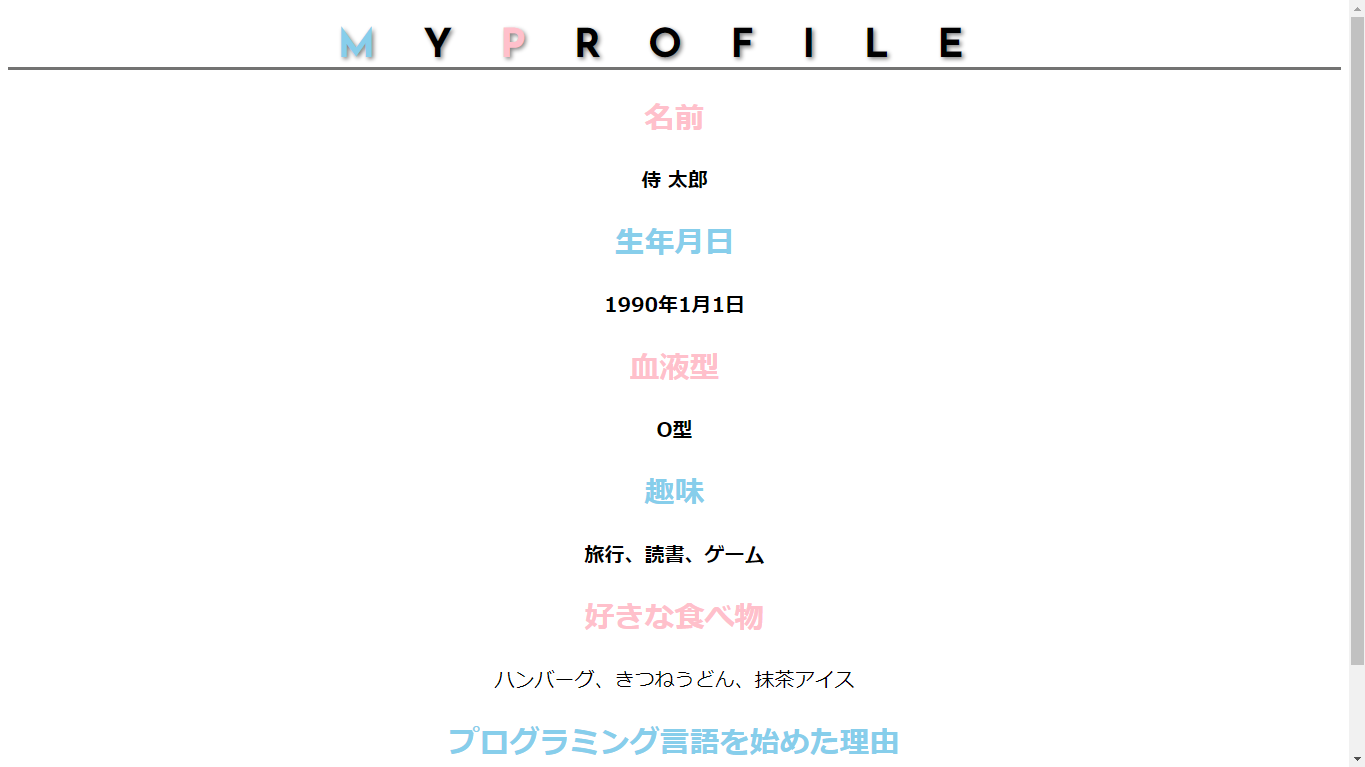 MYPROFILE
名前
侍 太郎
生年月日
1990年1月1日
血液型
O型
趣味
旅行、読書、ゲーム
好きな食べ物
ハンバーグ、きつねうどん、抹茶アイス
プログラミング言語を始めた理由